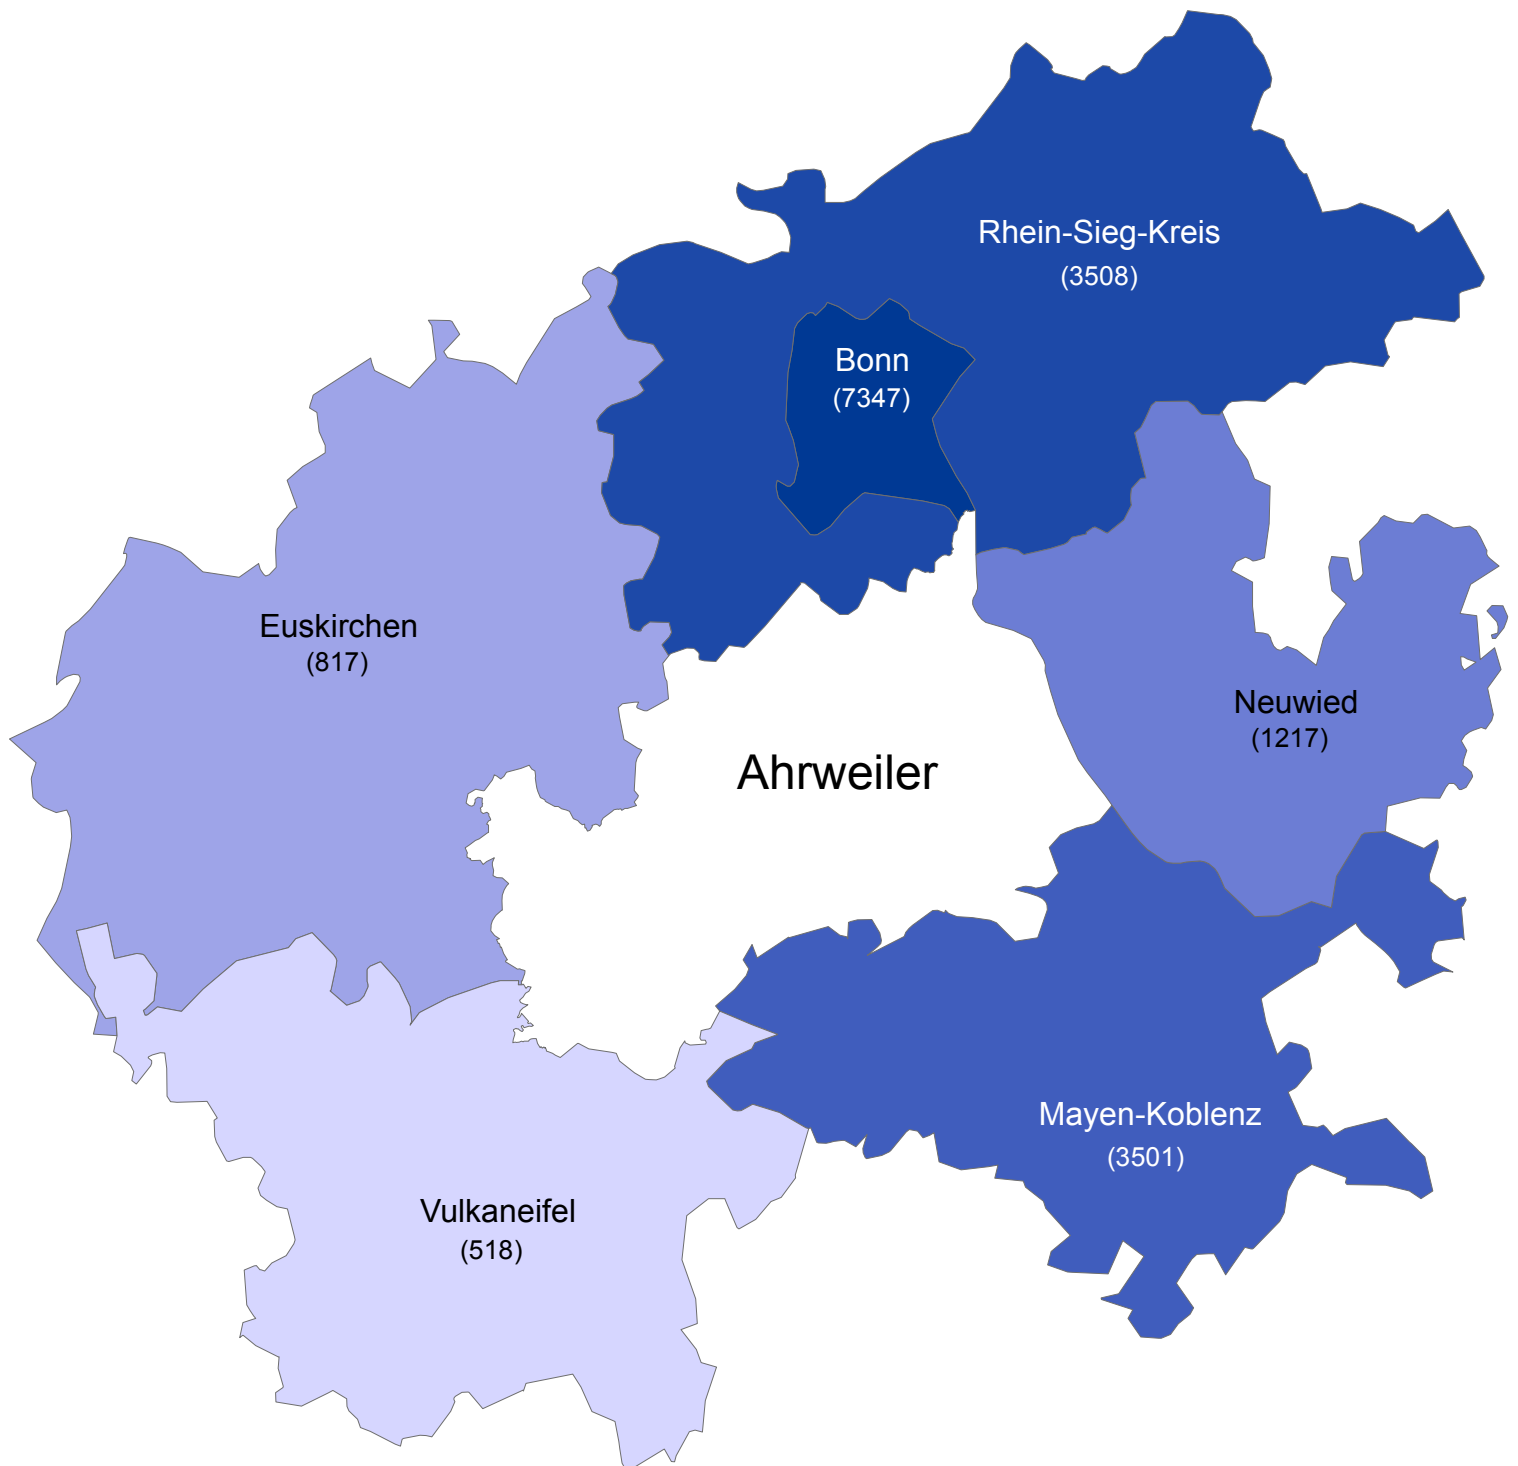 Rhein-Sieg-Kreis
(3508)
Bonn
(7347)
Euskirchen
(817)
Neuwied
(1217)
Ahrweiler
Mayen-Koblenz
(3501)
Vulkaneifel
(518)